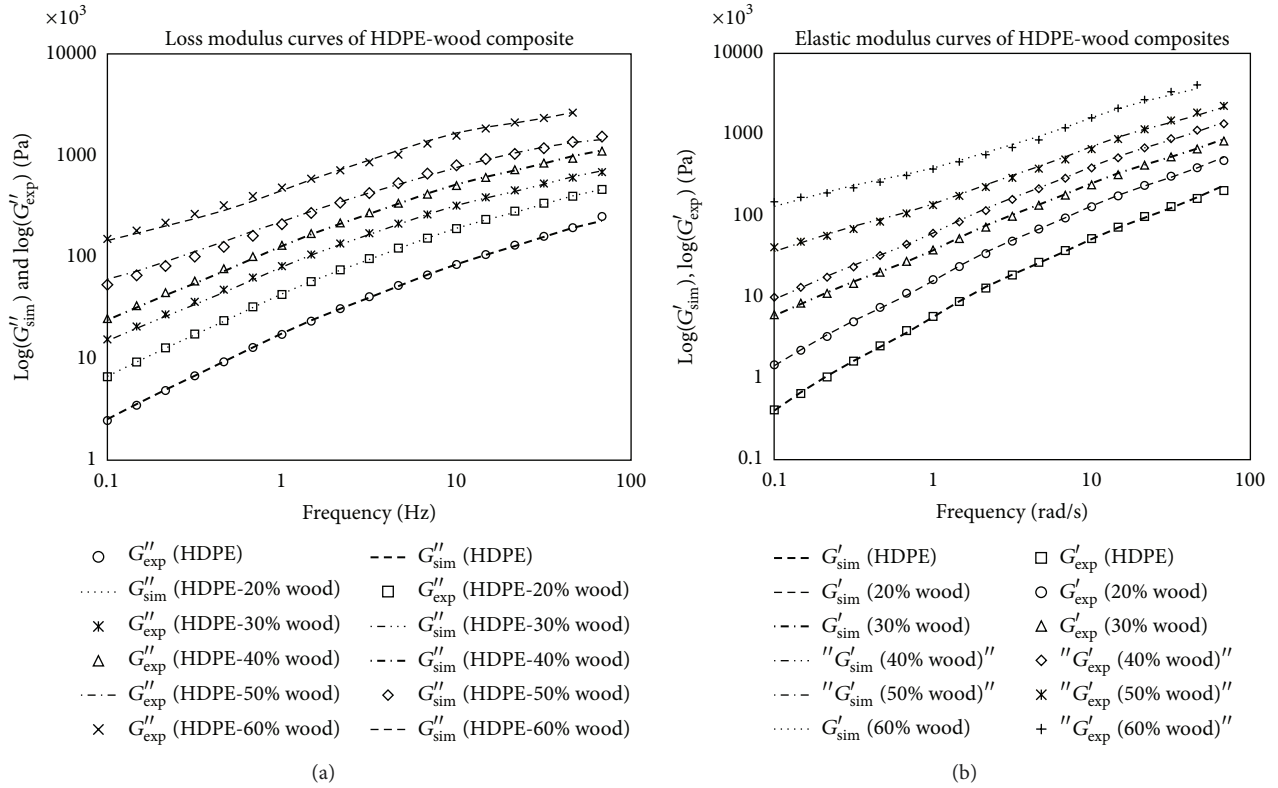 ×10³
Loss modulus curves of HDPE-wood composite
10000
1000
100
10
1
0.1
1
10
100
Log(G″sim) and log(G″exp) (Pa)
Frequency (Hz)
G″exp (HDPE)
G″sim (HDPE)
G″sim (HDPE-20% wood)
G″exp (HDPE-20% wood)
G″exp (HDPE-30% wood)
G″sim (HDPE-30% wood)
G″exp (HDPE-40% wood)
G″sim (HDPE-40% wood)
G″exp (HDPE-50% wood)
G″sim (HDPE-50% wood)
G″exp (HDPE-60% wood)
G″sim (HDPE-60% wood)
(a)
×10³
Elastic modulus curves of HDPE-wood composites
10000
1000
100
10
1
0.1
0.1
1
10
100
Log(G′sim), log(G′exp) (Pa)
Frequency (rad/s)
G′sim (HDPE)
G′exp (HDPE)
G′sim (20% wood)
G′exp (20% wood)
G′sim (30% wood)
G′exp (30% wood)
″G′sim (40% wood)″
″G′exp (40% wood)″
″G′sim (50% wood)″
″G′exp (50% wood)″
G′sim (60% wood)
″G′exp (60% wood)″
(b)